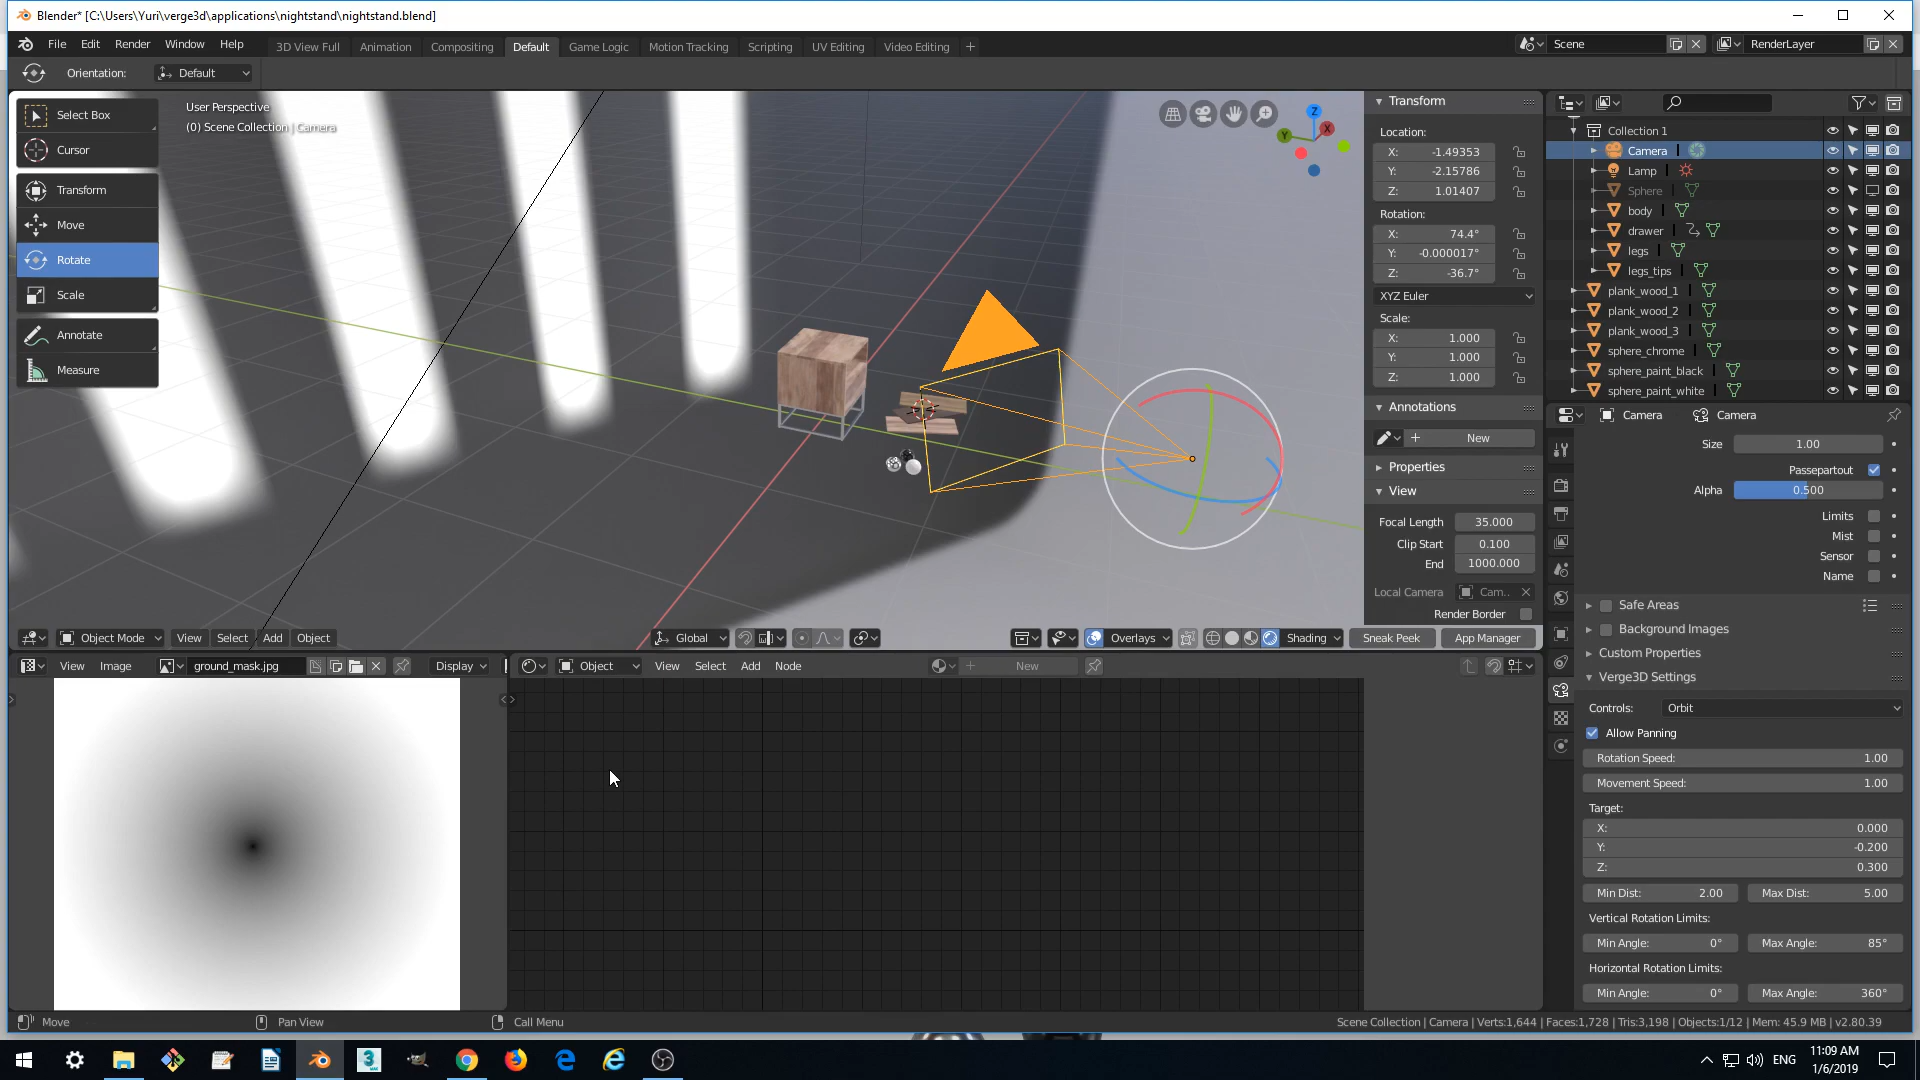 Blender* [C:\Users\Yuri\verge3d\applications\nightstand\nightstand.blend]
File Edit Render Window Help 3D View Full Animation Compositing Default Game Logic Motion Tracking Scripting UV Editing Video Editing + Scene RenderLayer
Orientation: Default
Select Box
Cursor
Transform
Move
Rotate
Scale
Annotate
Measure
User Perspective
(0) Scene Collection | Camera
Z
Y
X
Transform
Location:
X: -1.49353
Y: -2.15786
Z: 1.01407
Rotation:
X: 74.4°
Y: -0.000017°
Z: -36.7°
XYZ Euler
Scale:
X: 1.000
Y: 1.000
Z: 1.000
Annotations
New
Properties
View
Focal Length 35.000
Clip Start 0.100
End 1000.000
Local Camera Cam..
Render Border
Object Mode View Select Add Object Global Overlays Shading Sneak Peek App Manager
View Image ground_mask.jpg Display
Object View Select Add Node New
Collection 1
Camera
Lamp
Sphere
body
drawer
legs
legs_tips
plank_wood_1
plank_wood_2
plank_wood_3
sphere_chrome
sphere_paint_black
sphere_paint_white
Camera Camera
Size 1.00
Passepartout
Alpha 0.500
Limits
Mist
Sensor
Name
Safe Areas
Background Images
Custom Properties
Verge3D Settings
Controls: Orbit
Allow Panning
Rotation Speed: 1.00
Movement Speed: 1.00
Target:
X: 0.000
Y: -0.200
Z: 0.300
Min Dist: 2.00 Max Dist: 5.00
Vertical Rotation Limits:
Min Angle: 0° Max Angle: 85°
Horizontal Rotation Limits:
Min Angle: 0° Max Angle: 360°
Move Pan View Call Menu Scene Collection | Camera | Verts:1,644 | Faces:1,728 | Tris:3,198 | Objects:1/12 | Mem: 45.9 MB | v2.80.39
ENG 11:09 AM
1/6/2019